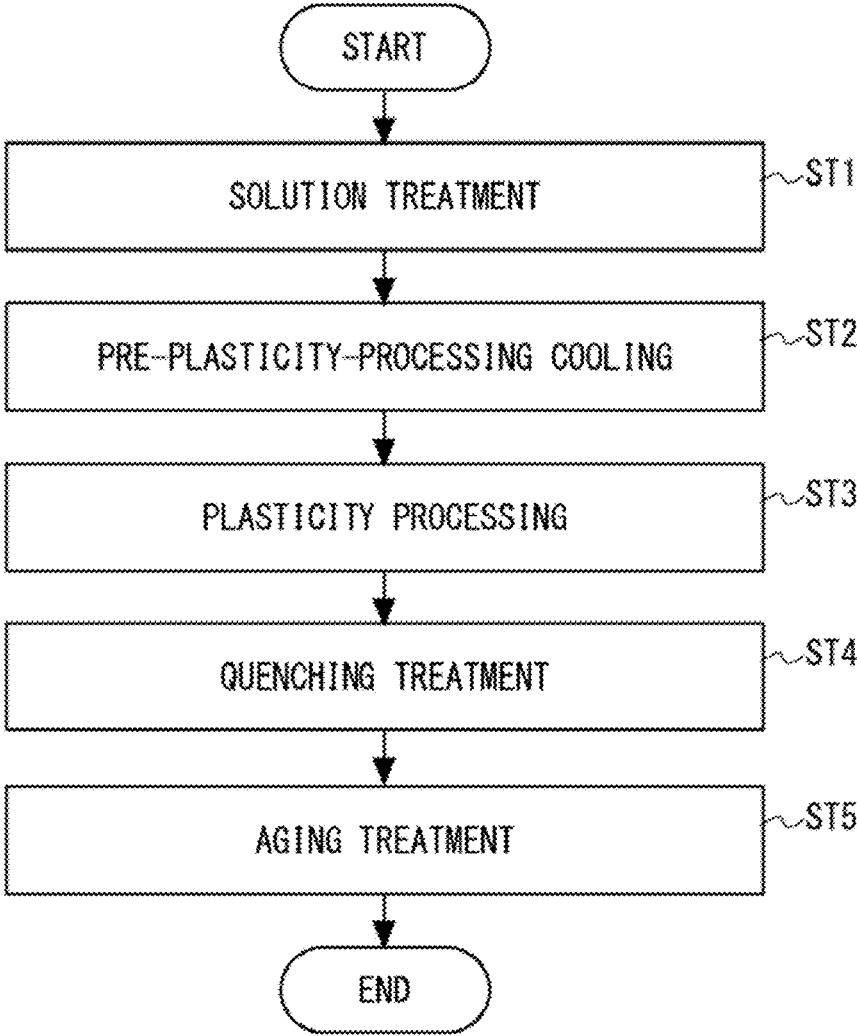 START
SOLUTION TREATMENT
ST1
PRE-PLASTICITY-PROCESSING COOLING
ST2
PLASTICITY PROCESSING
ST3
QUENCHING TREATMENT
ST4
AGING TREATMENT
ST5
END